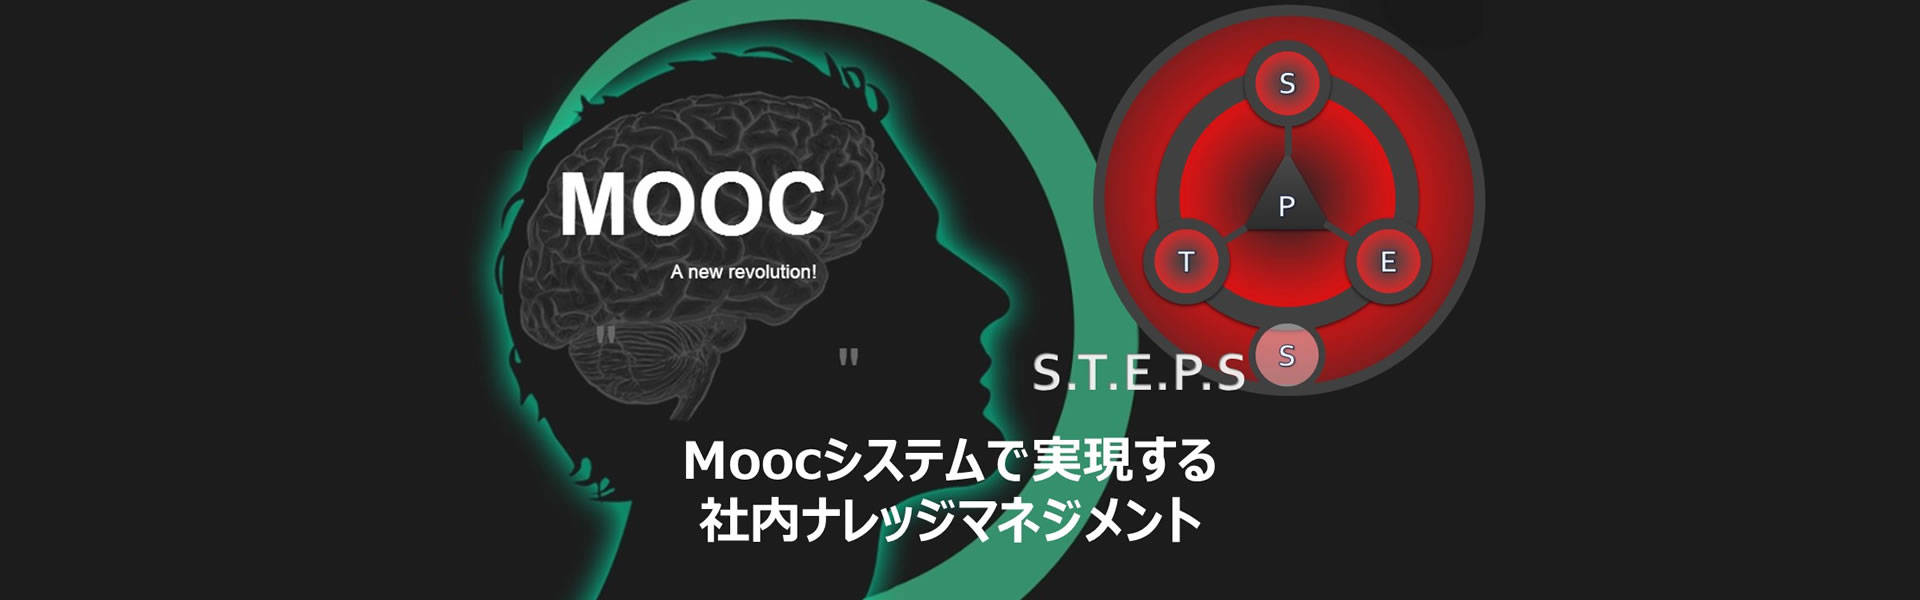 MOOC
A new revolution!
"
"
S
P
T
E
S
S.T.E.P.S
Moocシステムで実現する
社内ナレッジマネジメント